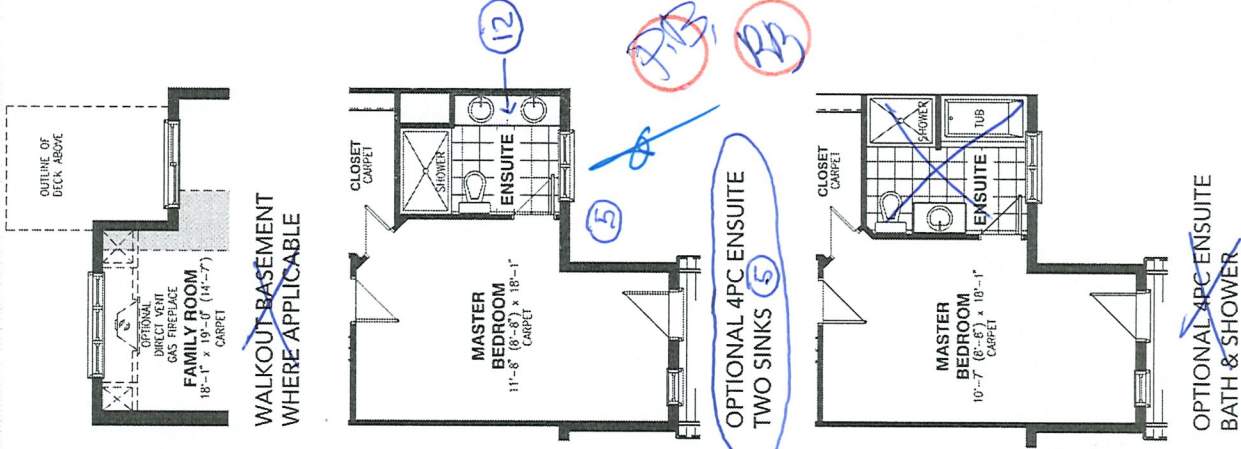 OUTLINE OF
DECK ABOVE
OPTIONAL
DIRECT VENT
GAS FIREPLACE
FAMILY ROOM
18'-1" x 19'-0" (14'-7")
CARPET
WALKOUT BASEMENT
WHERE APPLICABLE
12
CLOSET
CARPET
SHOWER
ENSUITE
MASTER
BEDROOM
11'-8" (8'-8") x 18'-1"
CARPET
5
P.B.
BB
OPTIONAL 4PC ENSUITE
TWO SINKS 5
CLOSET
CARPET
SHOWER
TUB
ENSUITE
MASTER
BEDROOM
10'-7" (8'-8") x 18'-1"
CARPET
OPTIONAL 4PC ENSUITE
BATH & SHOWER